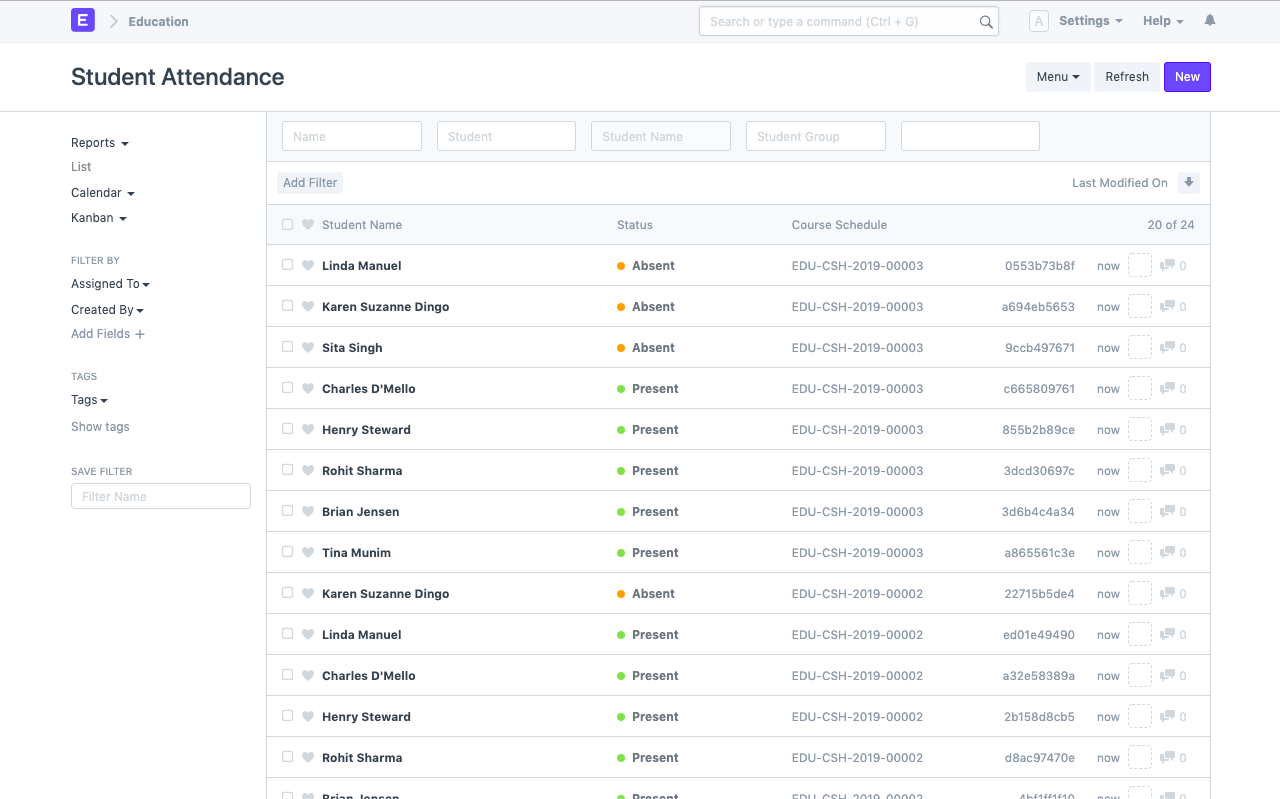 E Education Search or type a command (Ctrl + G) A Settings Help
Student Attendance Menu Refresh New
Reports
List
Calendar
Kanban
FILTER BY
Assigned To
Created By
Add Fields
TAGS
Tags
Show tags
SAVE FILTER
Filter Name
Name Student Student Name Student Group
Add Filter Last Modified On
Student Name Status Course Schedule 20 of 24
Linda Manuel Absent EDU-CSH-2019-00003 0553b73b8f now 0
Karen Suzanne Dingo Absent EDU-CSH-2019-00003 a694eb5653 now 0
Sita Singh Absent EDU-CSH-2019-00003 9ccb497671 now 0
Charles D'Mello Present EDU-CSH-2019-00003 c665809761 now 0
Henry Steward Present EDU-CSH-2019-00003 855b2b89ce now 0
Rohit Sharma Present EDU-CSH-2019-00003 3dcd30697c now 0
Brian Jensen Present EDU-CSH-2019-00003 3d6b4c4a34 now 0
Tina Munim Present EDU-CSH-2019-00003 a865561c3e now 0
Karen Suzanne Dingo Absent EDU-CSH-2019-00002 22715b5de4 now 0
Linda Manuel Present EDU-CSH-2019-00002 ed01e49490 now 0
Charles D'Mello Present EDU-CSH-2019-00002 a32e58389a now 0
Henry Steward Present EDU-CSH-2019-00002 2b158d8cb5 now 0
Rohit Sharma Present EDU-CSH-2019-00002 d8ac97470e now 0
Brian Jensen Present EDU-CSH-2019-00002 4bf1ff1f10 now 0